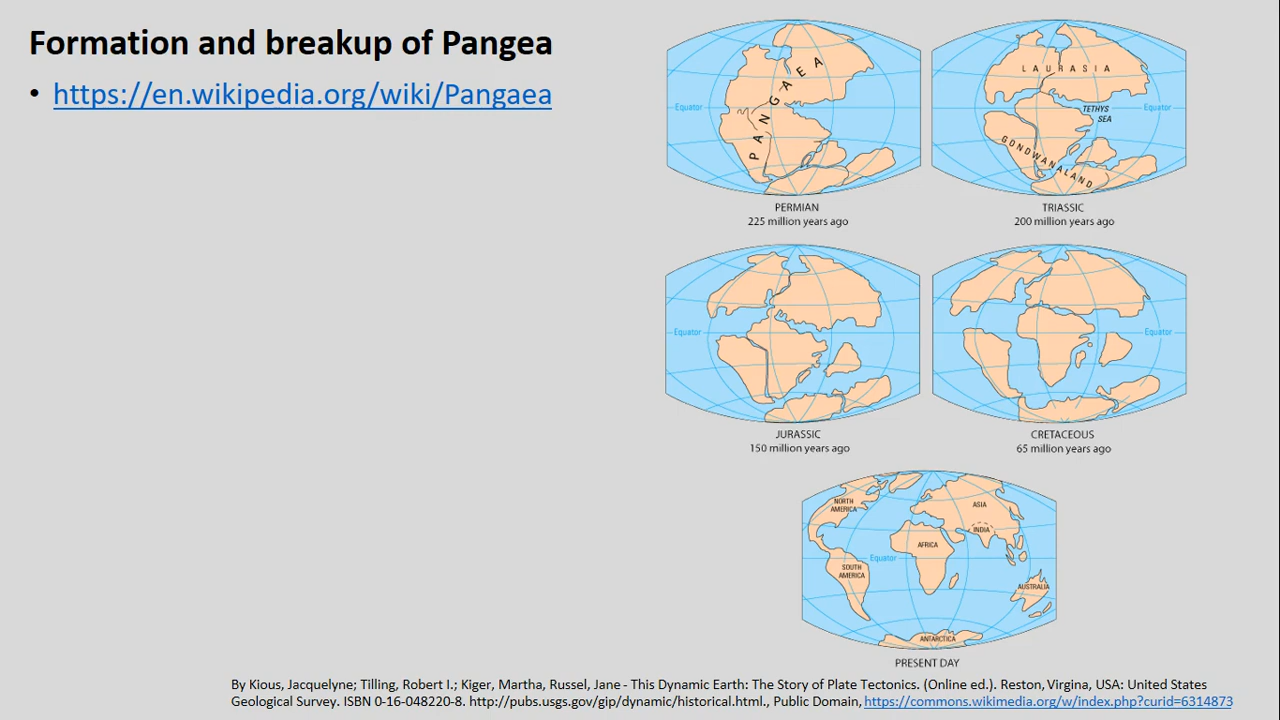 Formation and breakup of Pangea
• https://en.wikipedia.org/wiki/Pangaea
Equator
PANGAEA
PERMIAN
225 million years ago
LAURASIA
TETHYS
SEA
Equator
GONDWANALAND
TRIASSIC
200 million years ago
Equator
JURASSIC
150 million years ago
Equator
CRETACEOUS
65 million years ago
NORTH
AMERICA
ASIA
INDIA
AFRICA
Equator
SOUTH
AMERICA
AUSTRALIA
ANTARCTICA
PRESENT DAY
By Kious, Jacquelyne; Tilling, Robert I.; Kiger, Martha, Russel, Jane - This Dynamic Earth: The Story of Plate Tectonics. (Online ed.). Reston, Virgina, USA: United States
Geological Survey. ISBN 0-16-048220-8. http://pubs.usgs.gov/gip/dynamic/historical.html., Public Domain, https://commons.wikimedia.org/w/index.php?curid=6314873